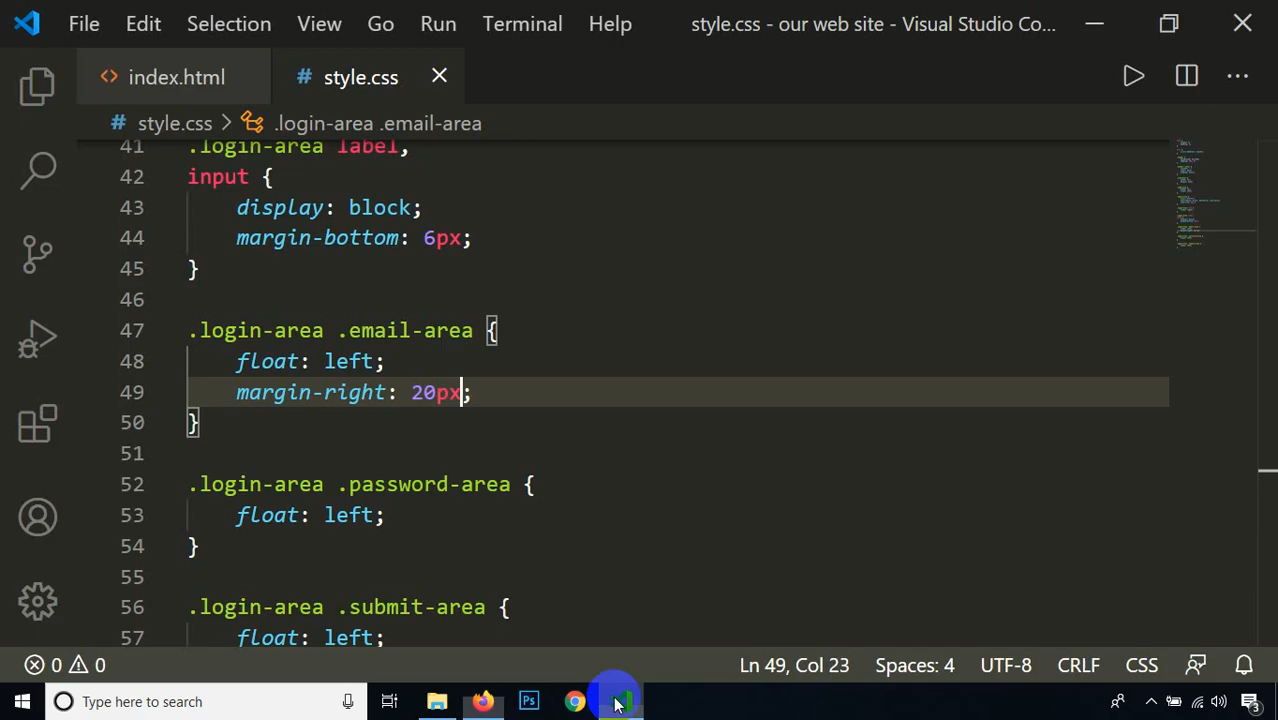 File Edit Selection View Go Run Terminal Help style.css - our web site - Visual Studio Co...
index.html style.css
# style.css > .login-area .email-area
41 .login-area label,
42 input {
43 display: block;
44 margin-bottom: 6px;
45 }
46
47 .login-area .email-area {
48 float: left;
49 margin-right: 20px;
50 }
51
52 .login-area .password-area {
53 float: left;
54 }
55
56 .login-area .submit-area {
57 float: left;
0 0 Ln 49, Col 23 Spaces: 4 UTF-8 CRLF CSS
Type here to search Ps 3